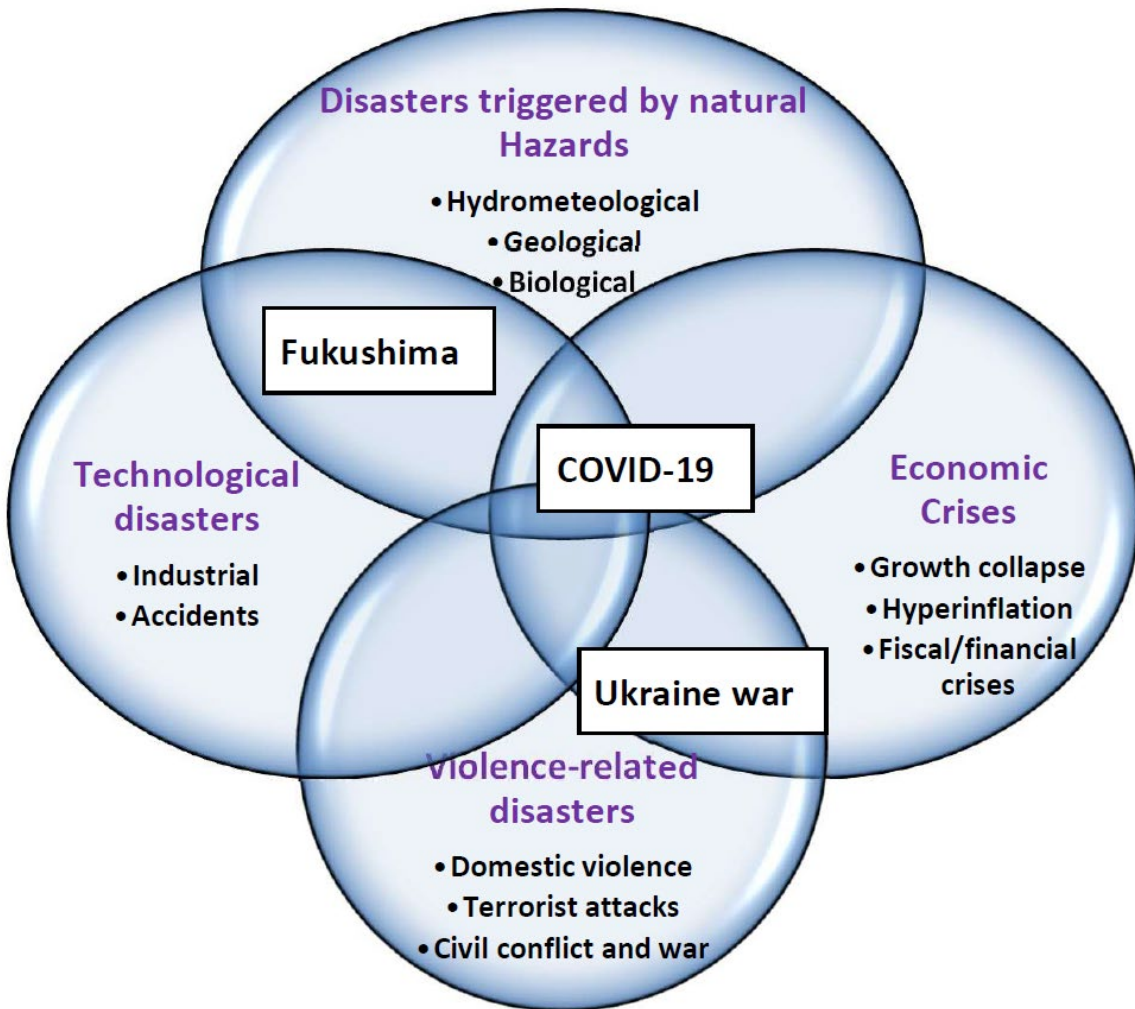 Disasters triggered by natural
Hazards
•Hydrometeological
•Geological
•Biological
Fukushima
COVID-19
Technological
disasters
•Industrial
•Accidents
Economic
Crises
•Growth collapse
•Hyperinflation
•Fiscal/financial
crises
Ukraine war
Violence-related
disasters
•Domestic violence
•Terrorist attacks
•Civil conflict and war